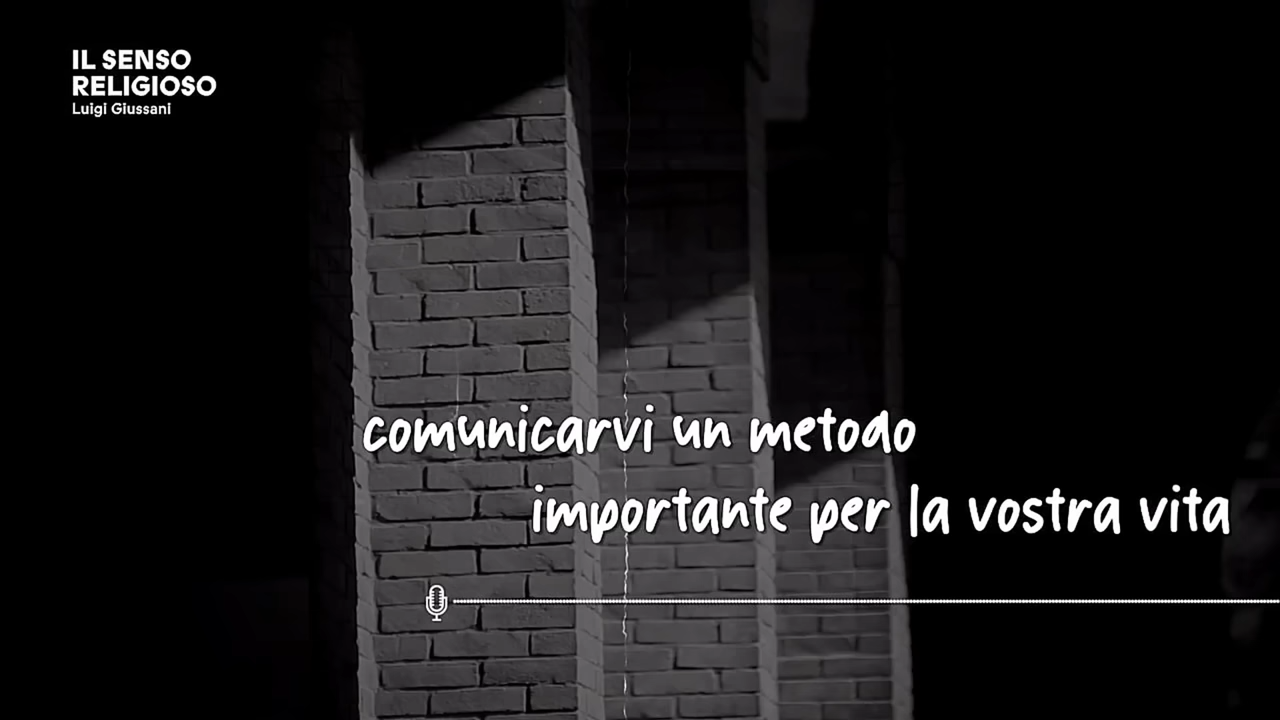 IL SENSO
RELIGIOSO
Luigi Giussani
comunicarvi un metodo
importante per la vostra vita